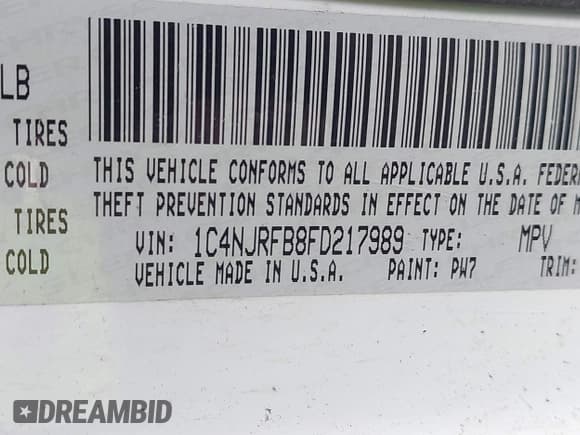 LB
TIRES
COLD
TIRES
COLD
THIS VEHICLE CONFORMS TO ALL APPLICABLE U.S.A. FEDER
THEFT PREVENTION STANDARDS IN EFFECT ON THE DATE OF M
VIN: 1C4NJRFB8FD217989 TYPE: MPV
VEHICLE MADE IN U.S.A. PAINT: PW7 TRIM:
DREAMBID